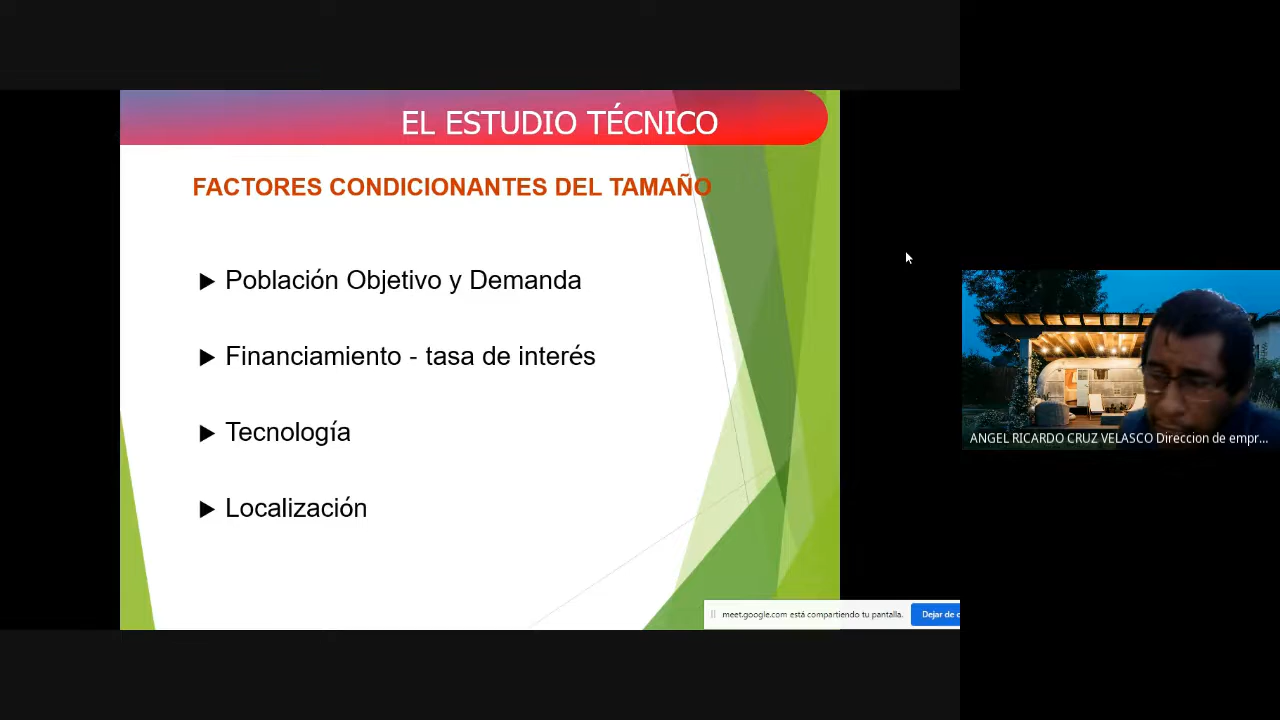 EL ESTUDIO TÉCNICO
FACTORES CONDICIONANTES DEL TAMAÑO
Población Objetivo y Demanda
Financiamiento - tasa de interés
Tecnología
Localización
ANGEL RICARDO CRUZ VELASCO Direccion de empr...
meet.google.com está compartiendo tu pantalla.
Dejar de c